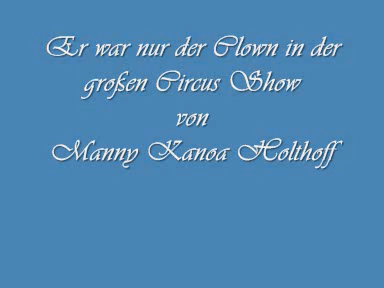 Er war nur der Clown in der
großen Circus Show
von
Manny Kanoa Holthoff